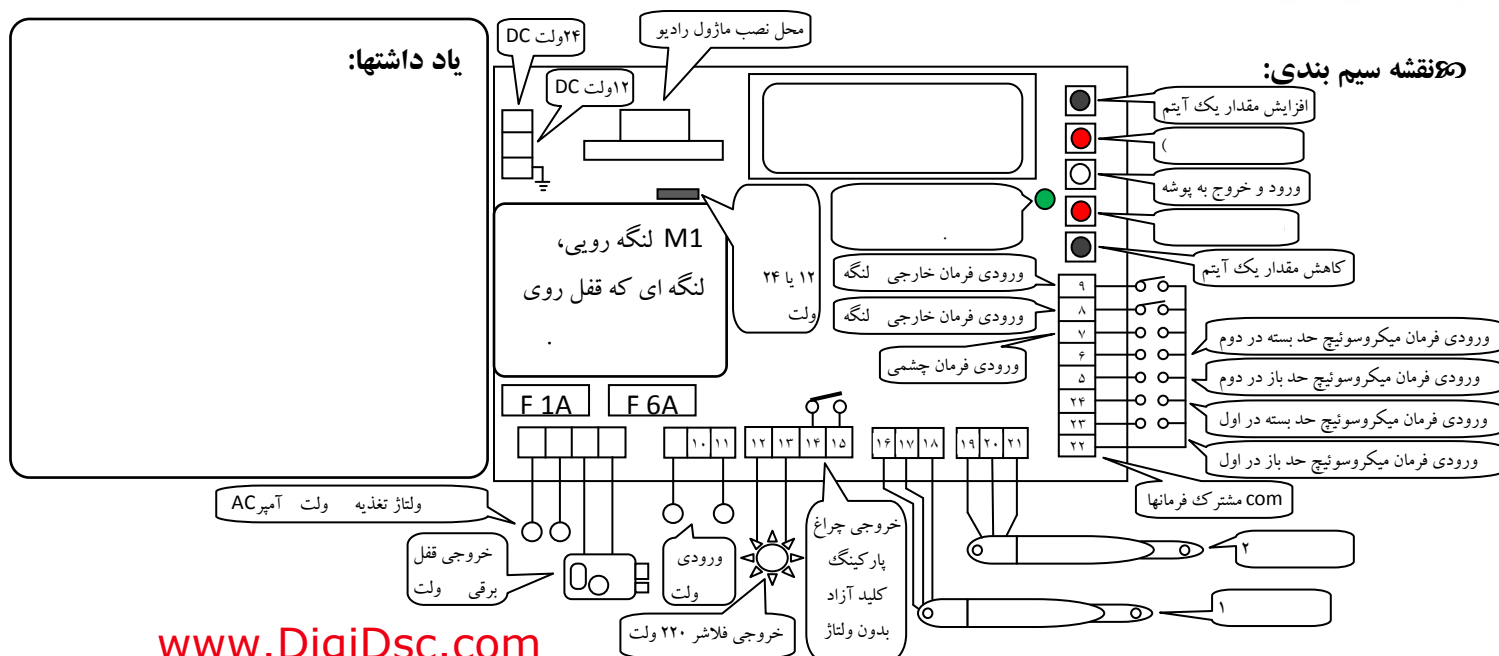 نقشه سیم بندی:
یاد داشتها:
۲۴ولت DC
۱۲ولت DC
محل نصب ماژول رادیو
افزایش مقدار یک آیتم
(
ورود و خروج به پوشه
کاهش مقدار یک آیتم
M1 لنگه رویی،
لنگه ای که قفل روی
.
۱۲ یا ۲۴
ولت
.
ورودی فرمان خارجی لنگه
ورودی فرمان خارجی لنگه
ورودی فرمان چشمی
۹
۸
۷
۶
۵
۲۴
۲۳
۲۲
ورودی فرمان میکروسوئیچ حد بسته در دوم
ورودی فرمان میکروسوئیچ حد باز در دوم
ورودی فرمان میکروسوئیچ حد بسته در اول
ورودی فرمان میکروسوئیچ حد باز در اول
com مشترک فرمانها
F 1A
F 6A
۱۰ ۱۱
۱۲ ۱۳ ۱۴ ۱۵
۱۶ ۱۷ ۱۸
۱۹ ۲۰ ۲۱
ولتاژ تغذیه ولت آمپرAC
خروجی قفل
برقی ولت
ورودی
ولت
خروجی فلاشر ۲۲۰ ولت
خروجی چراغ
پارکینگ
کلید آزاد
بدون ولتاژ
۲
۱
www.DigiDsc.com